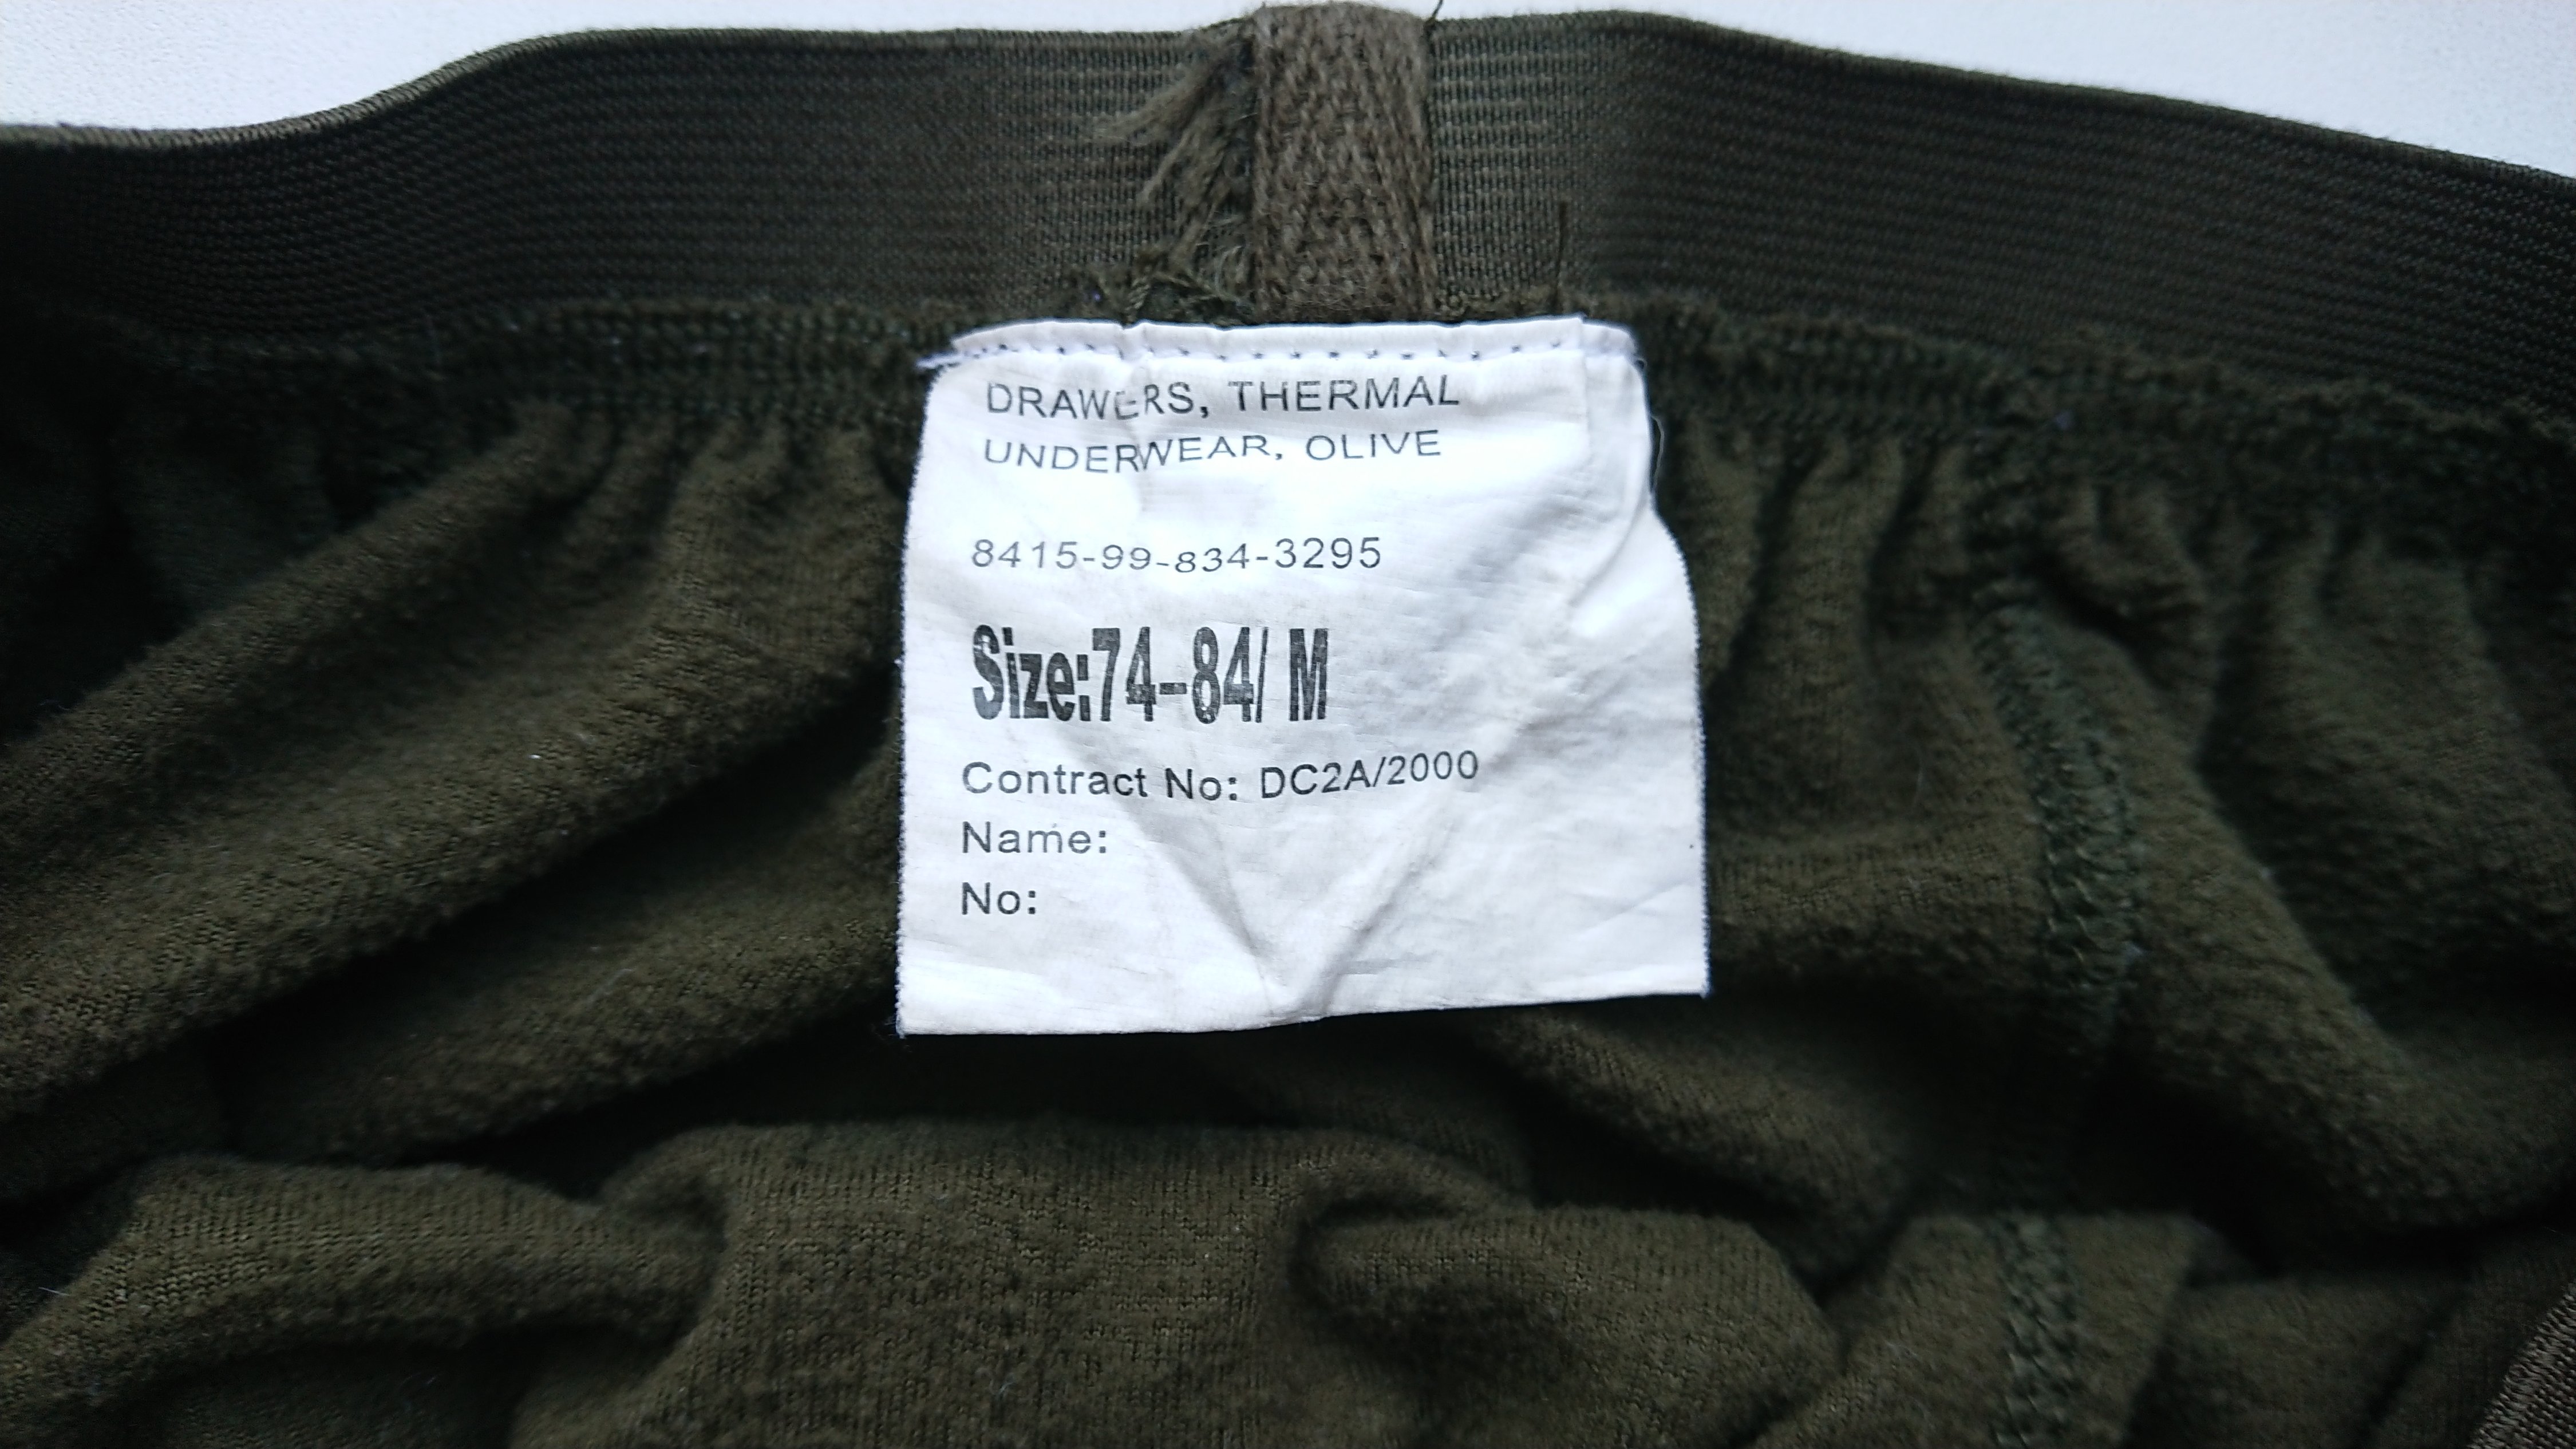 DRAWERS, THERMAL
UNDERWEAR, OLIVE
8415-99-834-3295
Size:74-84/ M
Contract No: DC2A/2000
Name:
No: